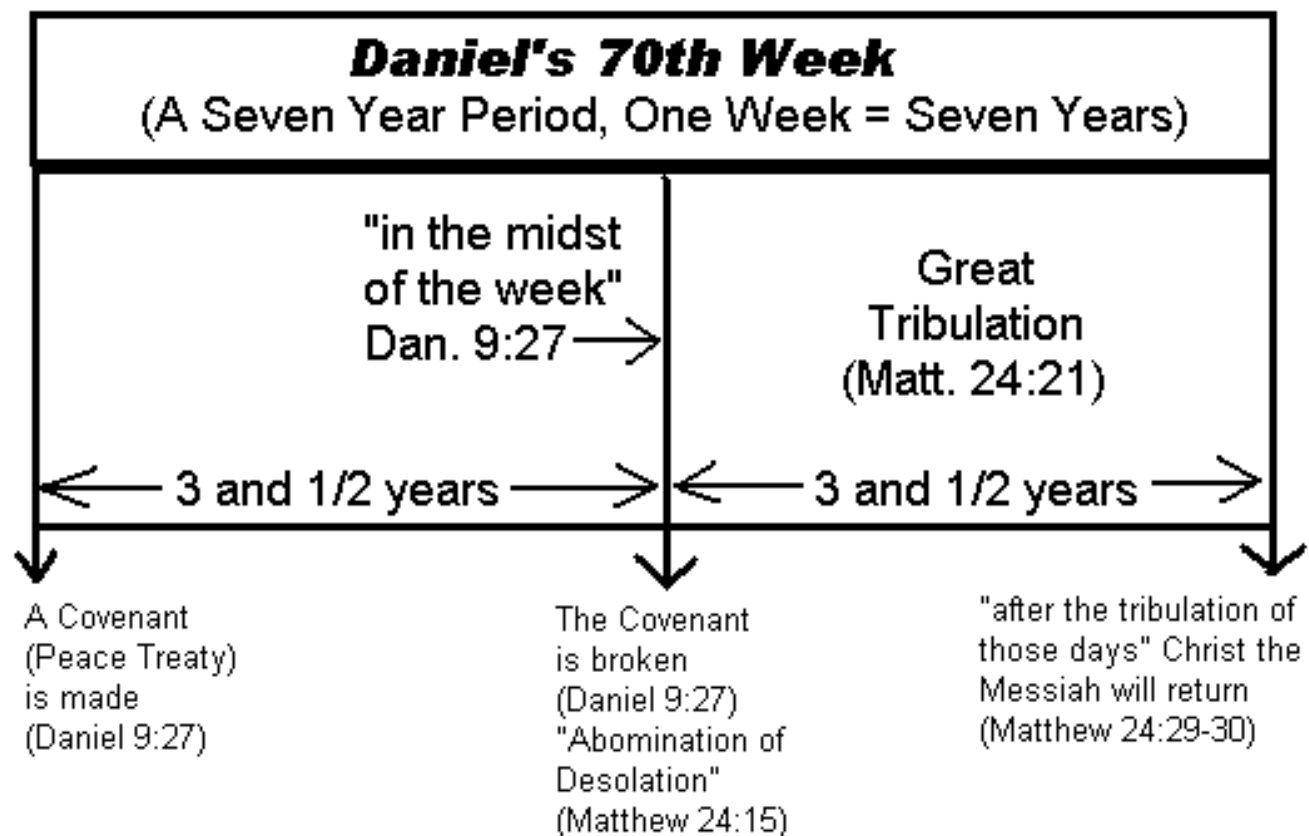 Daniel's 70th Week
(A Seven Year Period, One Week = Seven Years)
"in the midst
of the week"
Dan. 9:27
Great
Tribulation
(Matt. 24:21)
3 and 1/2 years
3 and 1/2 years
A Covenant
(Peace Treaty)
is made
(Daniel 9:27)
The Covenant
is broken
(Daniel 9:27)
"Abomination of
Desolation"
(Matthew 24:15)
"after the tribulation of
those days" Christ the
Messiah will return
(Matthew 24:29-30)